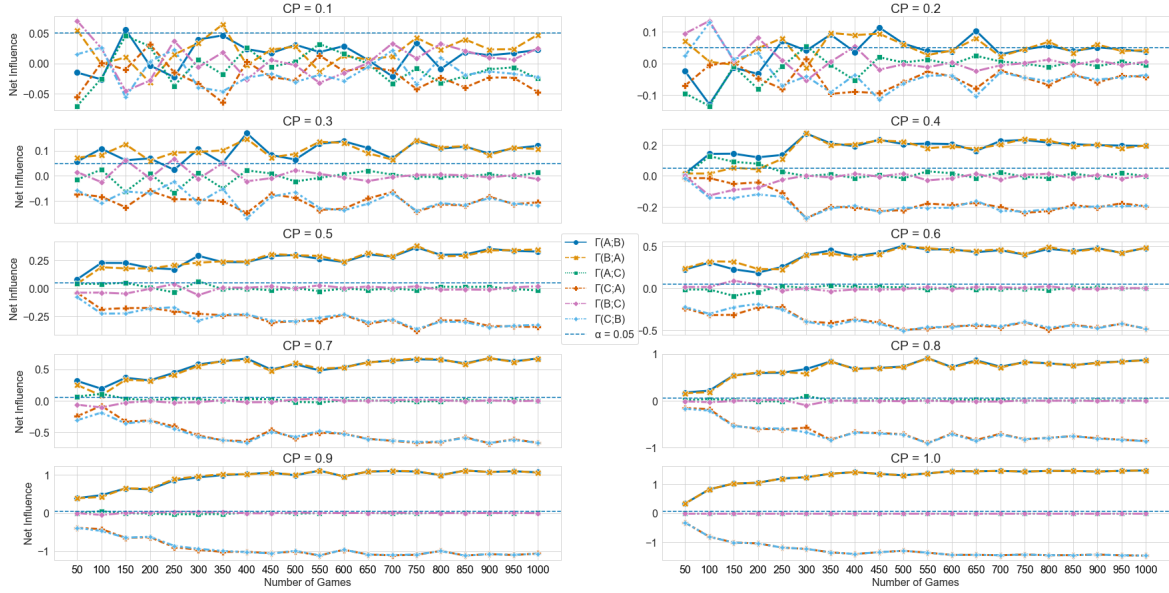 CP = 0.1
Net Influence
0.05
0.00
−0.05
CP = 0.2
0.1
0.0
−0.1
CP = 0.3
Net Influence
0.1
0.0
−0.1
CP = 0.4
0.2
0.0
−0.2
CP = 0.5
Net Influence
0.25
0.00
−0.25
CP = 0.6
0.5
0.0
−0.5
Γ(A;B)
Γ(B;A)
Γ(A;C)
Γ(C;A)
Γ(B;C)
Γ(C;B)
α = 0.05
CP = 0.7
Net Influence
0.5
0.0
−0.5
CP = 0.8
1
0
−1
CP = 0.9
Net Influence
1
0
−1
50 100 150 200 250 300 350 400 450 500 550 600 650 700 750 800 850 900 950 1000
Number of Games
CP = 1.0
1
0
−1
50 100 150 200 250 300 350 400 450 500 550 600 650 700 750 800 850 900 950 1000
Number of Games